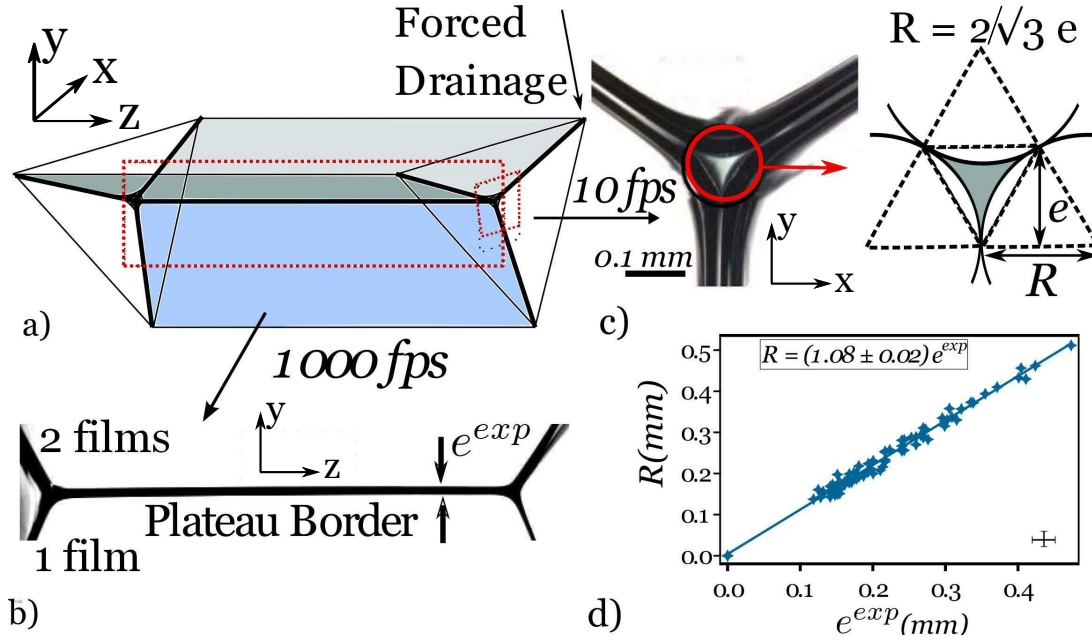 y
x
z
Forced
Drainage
10 fps
a)
1000 fps
y
z
2 films
e^exp
Plateau Border
1 film
b)
0.1 mm
y
x
R = 2/√3 e
e
R
c)
R = (1.08 ± 0.02) e^exp
R(mm)
0.5
0.4
0.3
0.2
0.1
0.0
0.0 0.1 0.2 0.3 0.4
e^exp (mm)
d)